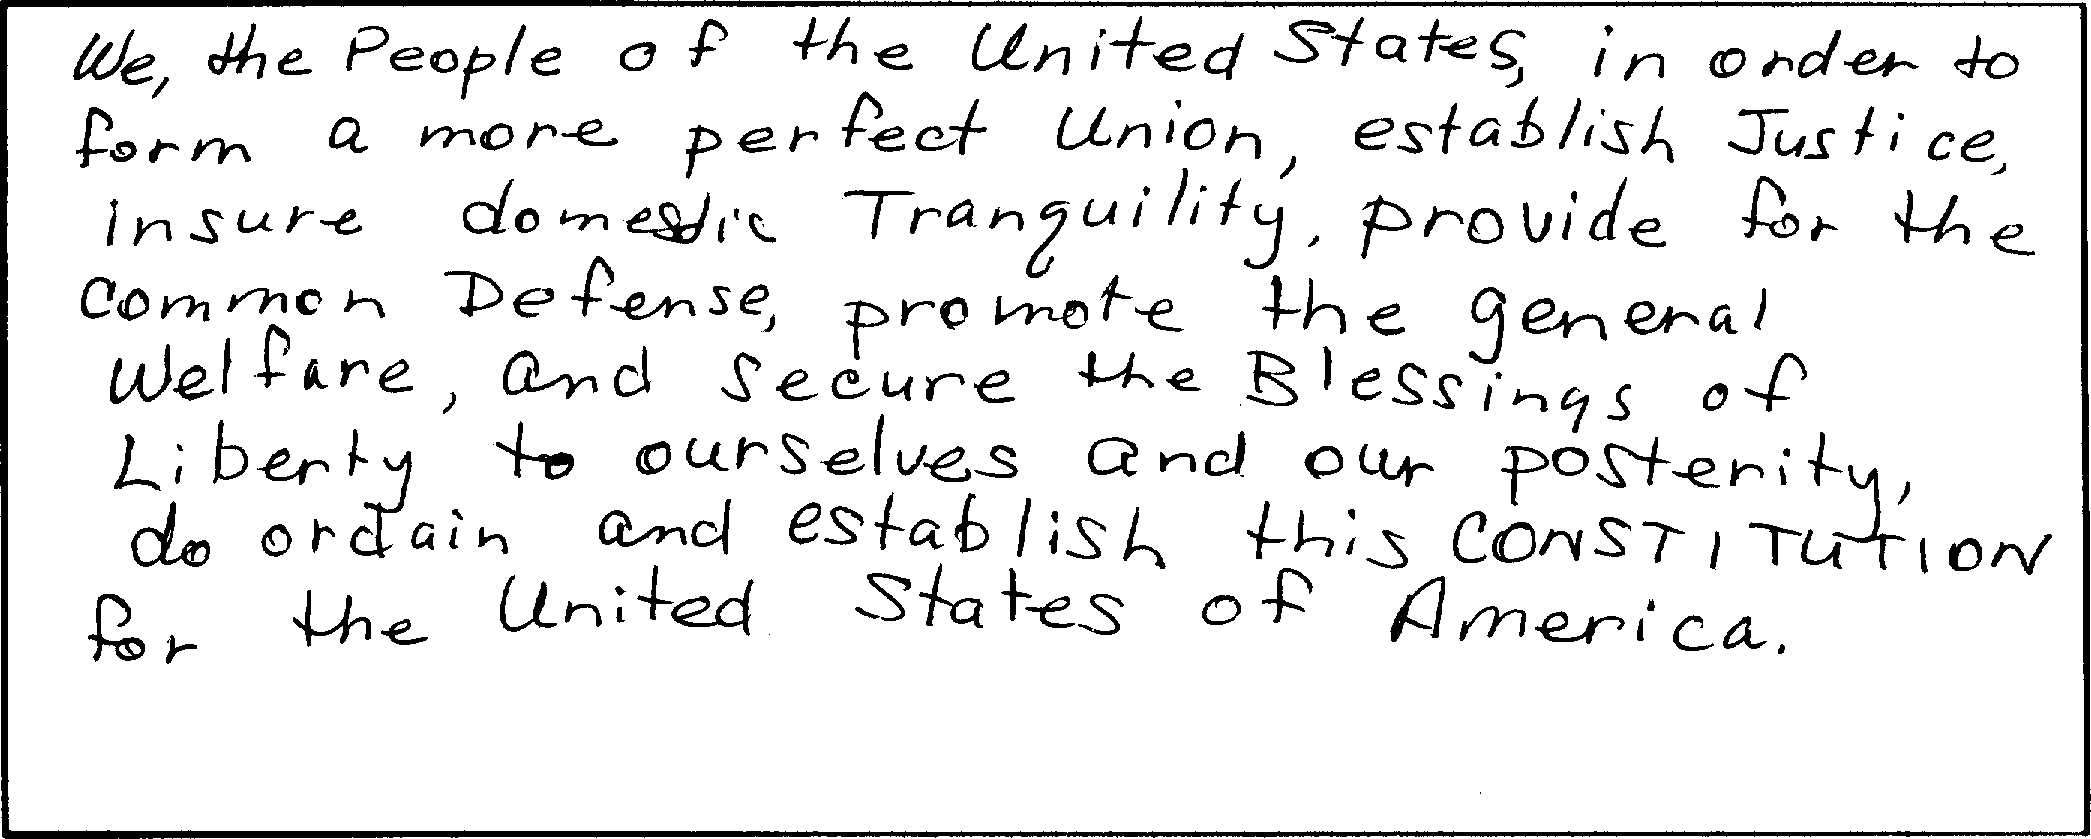 We, the People of the United States, in order to
form a more perfect Union, establish Justice,
insure domestic Tranquility, provide for the
common Defense, promote the general
Welfare, and secure the Blessings of
Liberty to ourselves and our posterity,
do ordain and establish this CONSTITUTION
for the United States of America.